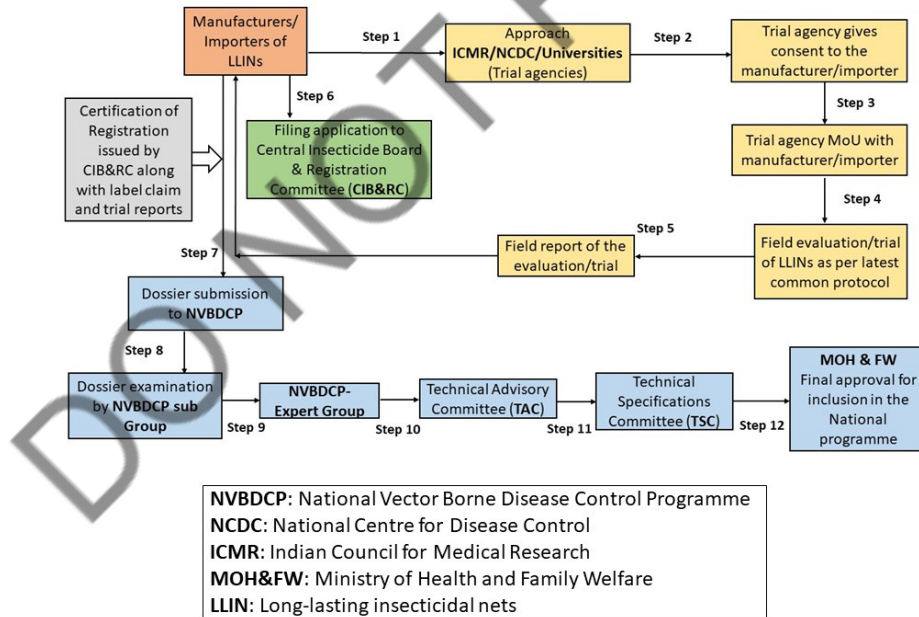 Manufacturers/
Importers of
LLINs
Step 1
Approach
ICMR/NCDC/Universities
(Trial agencies)
Step 2
Trial agency gives
consent to the
manufacturer/importer
Step 3
Trial agency MoU with
manufacturer/importer
Step 4
Field evaluation/trial
of LLINs as per latest
common protocol
Step 5
Field report of the
evaluation/trial
Step 6
Filing application to
Central Insecticide Board
& Registration
Committee (CIB&RC)
Certification of
Registration
issued by
CIB&RC along
with label claim
and trial reports
Step 7
Dossier submission
to NVBDCP
Step 8
Dossier examination
by NVBDCP sub
Group
Step 9
NVBDCP-
Expert Group
Step 10
Technical Advisory
Committee (TAC)
Step 11
Technical
Specifications
Committee (TSC)
Step 12
MOH & FW
Final approval for
inclusion in the
National
programme
NVBDCP: National Vector Borne Disease Control Programme
NCDC: National Centre for Disease Control
ICMR: Indian Council for Medical Research
MOH&FW: Ministry of Health and Family Welfare
LLIN: Long-lasting insecticidal nets
DO NOT